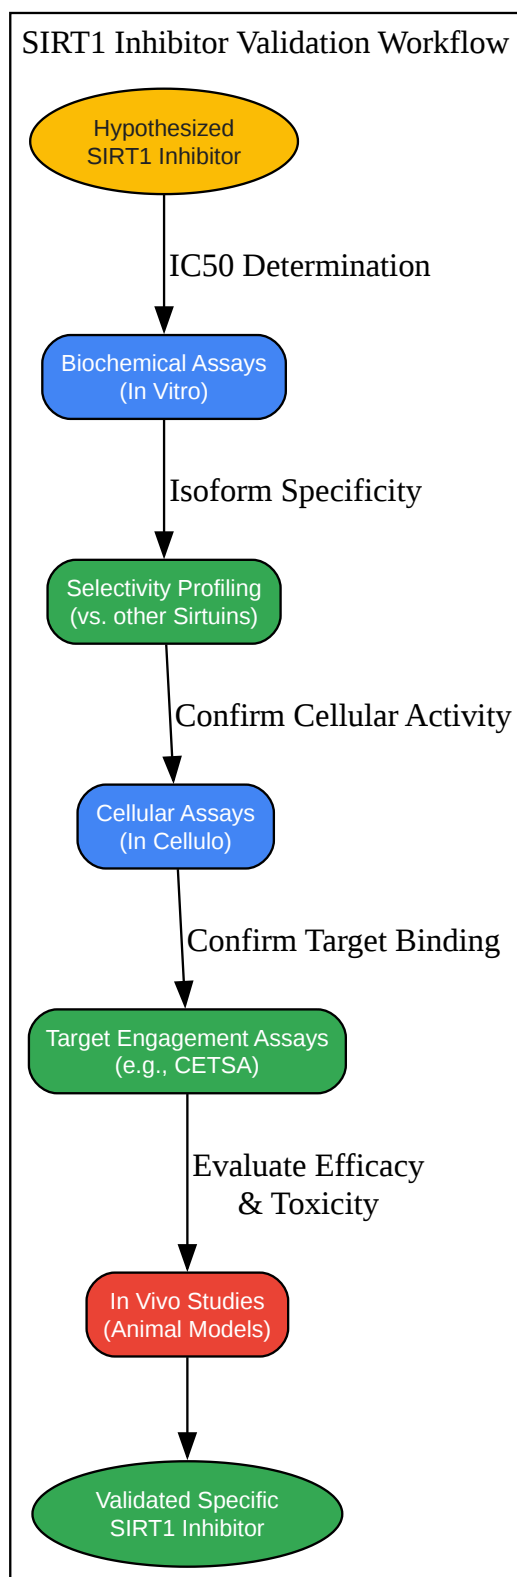 SIRT1 Inhibitor Validation Workflow
Hypothesized
SIRT1 Inhibitor
IC50 Determination
Biochemical Assays
(In Vitro)
Isoform Specificity
Selectivity Profiling
(vs. other Sirtuins)
Confirm Cellular Activity
Cellular Assays
(In Cellulo)
Confirm Target Binding
Target Engagement Assays
(e.g., CETSA)
Evaluate Efficacy
& Toxicity
In Vivo Studies
(Animal Models)
Validated Specific
SIRT1 Inhibitor